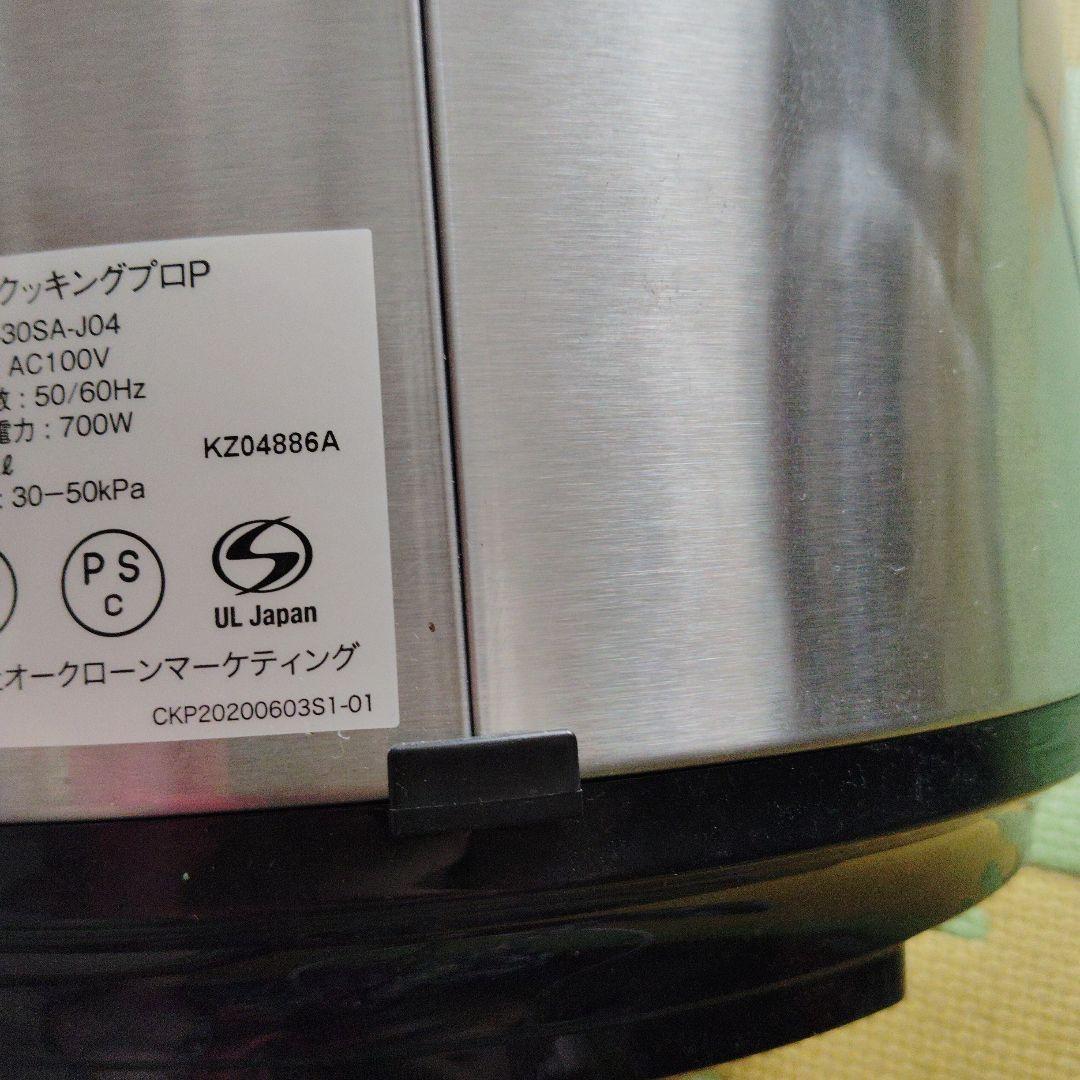 クッキングプロP
30SA-J04
AC100V
数：50/60Hz
電力：700W
KZ04886A
ℓ
：30－50kPa
PS
C
UL Japan
オークローンマーケティング
CKP20200603S1-01